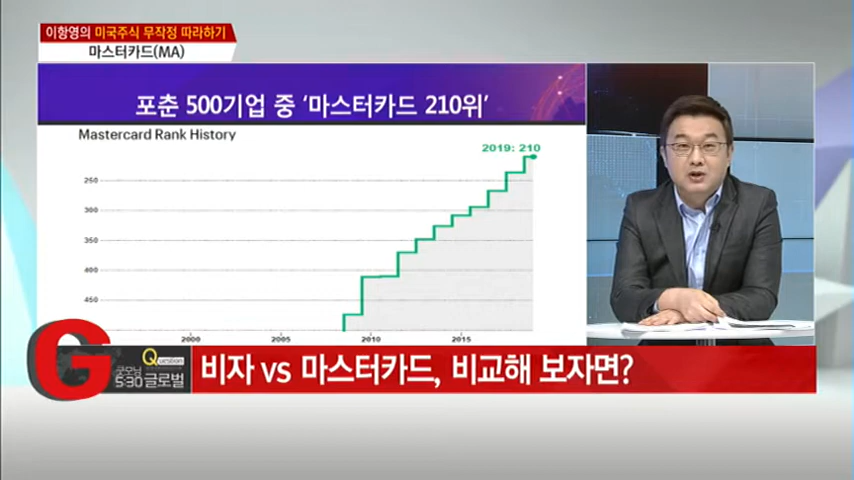 이항영의 미국주식 무작정 따라하기
마스터카드(MA)
포춘 500기업 중 '마스터카드 210위'
Mastercard Rank History
2019: 210
250
300
350
400
450
2000
2005
2010
2015
G
Question
굿모닝
5:30 글로벌
비자 vs 마스터카드, 비교해 보자면?